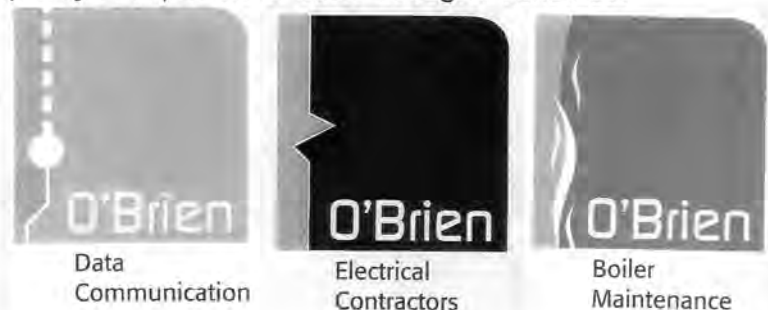 O'Brien
Data
Communication
O'Brien
Electrical
Contractors
O'Brien
Boiler
Maintenance